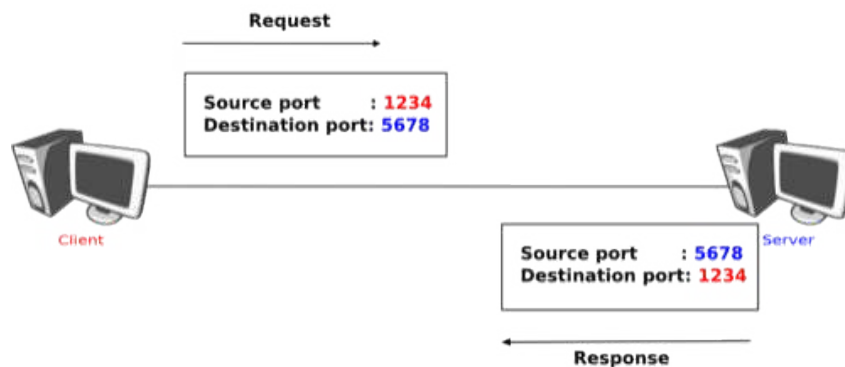 Request
Source port : 1234
Destination port: 5678
Client
Server
Source port : 5678
Destination port: 1234
Response